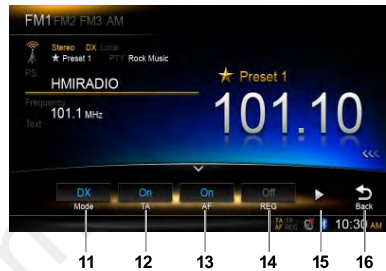 FM1 FM2 FM3 AM
Stereo DX Local
★ Preset 1 PTY Rock Music
PS
HMIRADIO
★ Preset 1
Frequency
101.1 MHz
101.10
Text
DX On On Off
Mode TA AF REG Back
TA TP
AF REG
10:30 AM
11 12 13 14 15 16